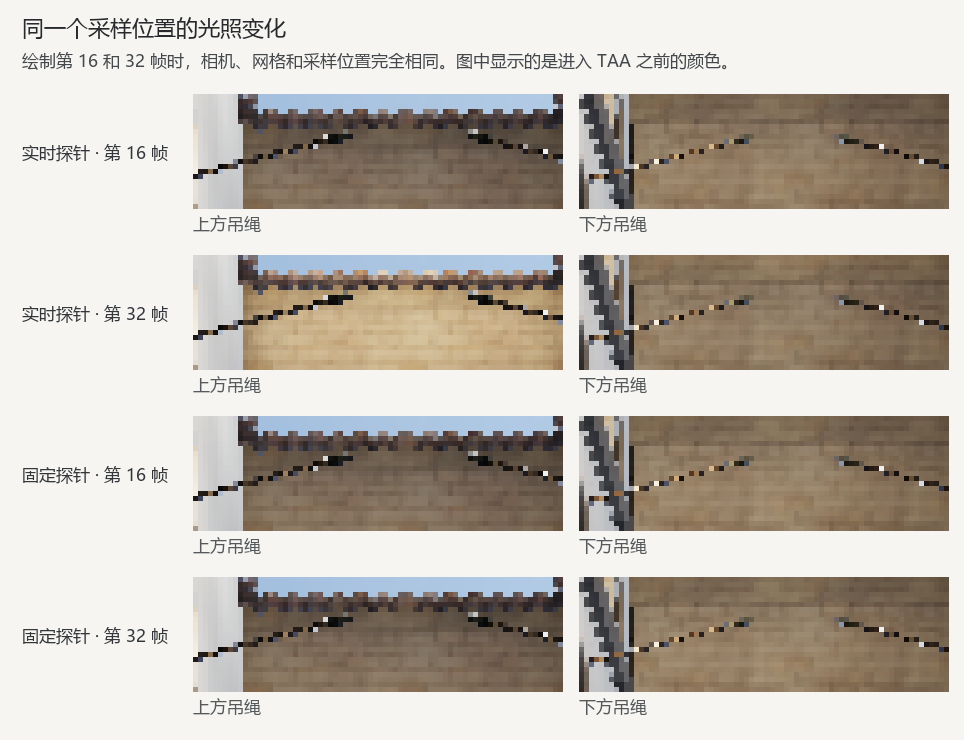 同一个采样位置的光照变化
绘制第 16 和 32 帧时，相机、网格和采样位置完全相同。图中显示的是进入 TAA 之前的颜色。
实时探针 · 第 16 帧
上方吊绳
下方吊绳
实时探针 · 第 32 帧
上方吊绳
下方吊绳
固定探针 · 第 16 帧
上方吊绳
下方吊绳
固定探针 · 第 32 帧
上方吊绳
下方吊绳